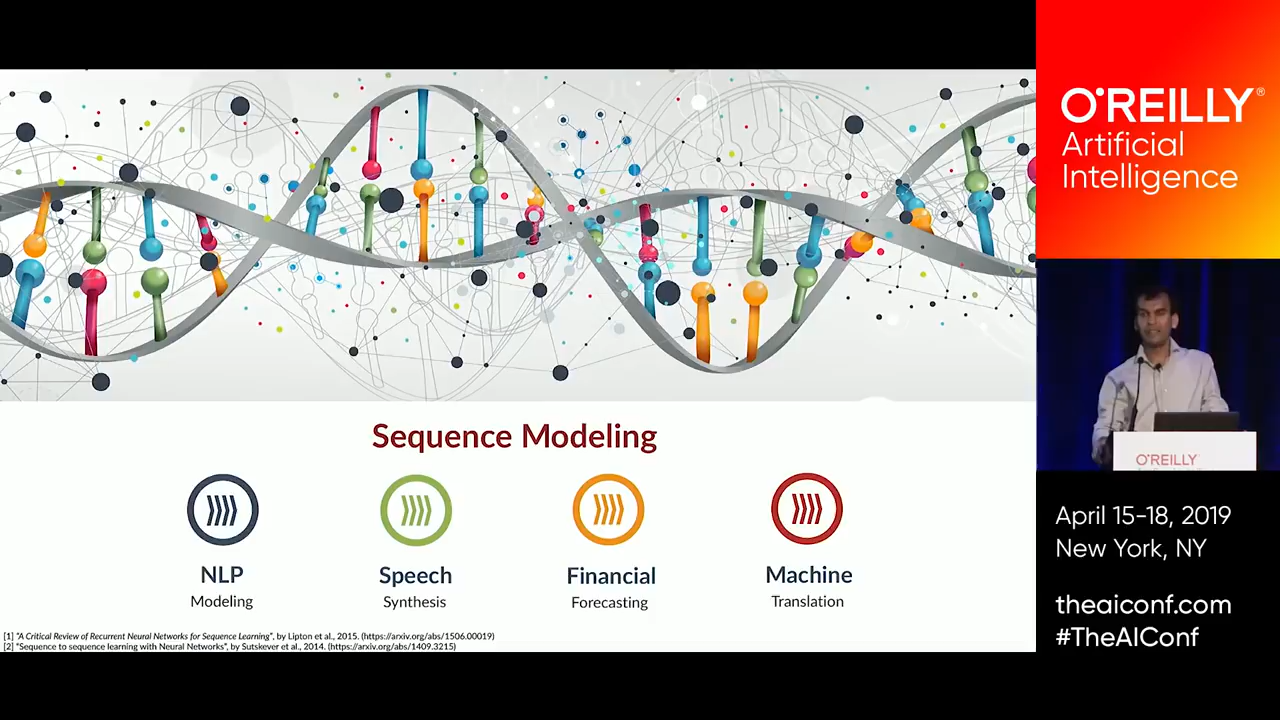 Sequence Modeling
NLP
Modeling
Speech
Synthesis
Financial
Forecasting
Machine
Translation
[1] "A Critical Review of Recurrent Neural Networks for Sequence Learning", by Lipton et al., 2015. (https://arxiv.org/abs/1506.00019)
[2] "Sequence to sequence learning with Neural Networks", by Sutskever et al., 2014. (https://arxiv.org/abs/1409.3215)
O'REILLY®
Artificial
Intelligence
O'REILLY
April 15-18, 2019
New York, NY
theaiconf.com
#TheAIConf